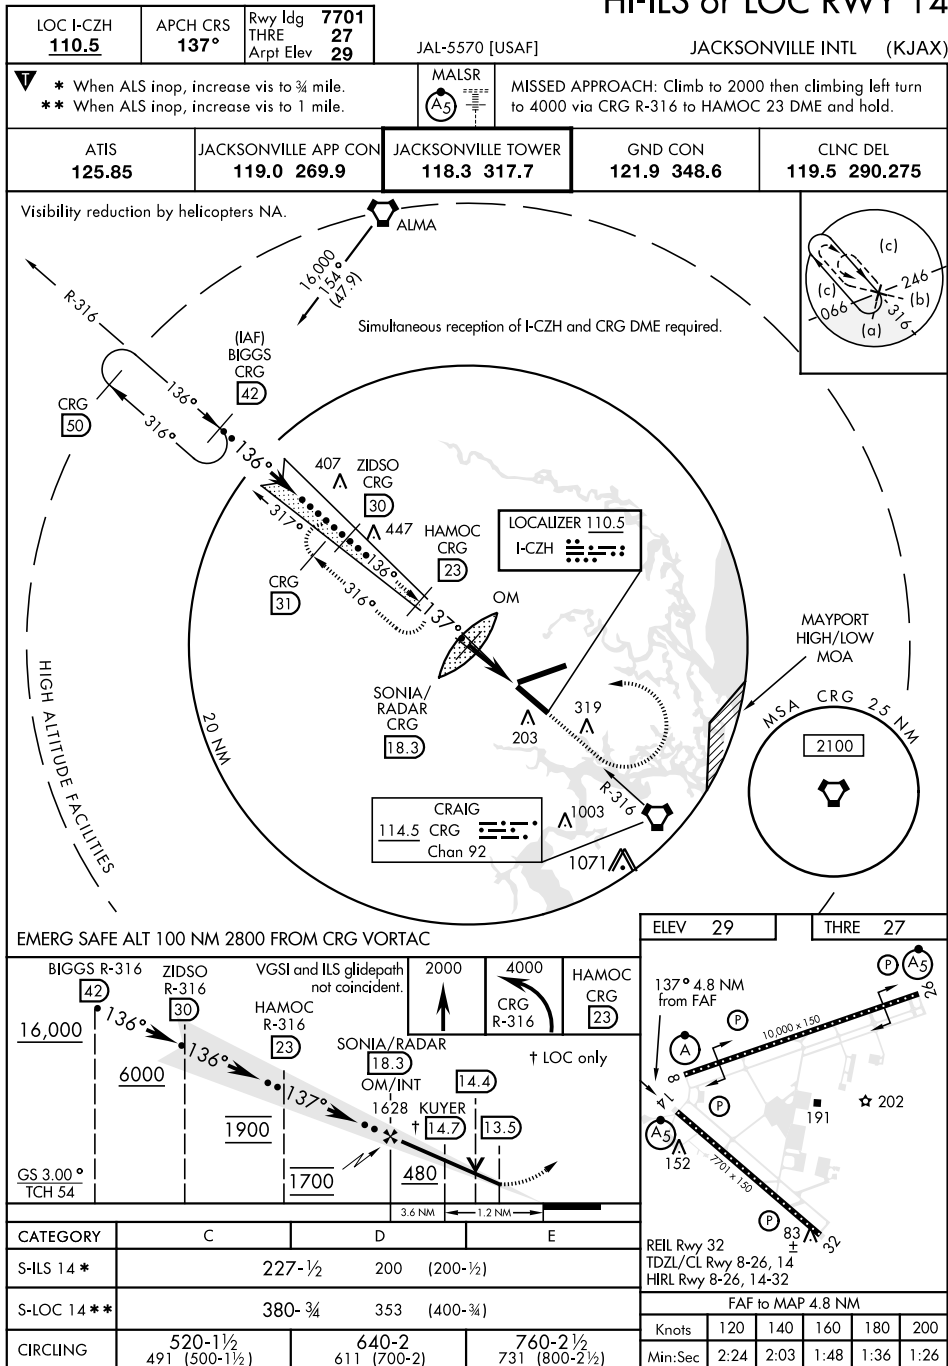 HI-ILS or LOC RWY 14
LOC I-CZH
110.5
APCH CRS
137°
Rwy ldg 7701
THRE 27
Arpt Elev 29
JAL-5570 [USAF]
JACKSONVILLE INTL (KJAX)
T
* When ALS inop, increase vis to ¾ mile.
** When ALS inop, increase vis to 1 mile.
MALSR
A5
MISSED APPROACH: Climb to 2000 then climbing left turn
to 4000 via CRG R-316 to HAMOC 23 DME and hold.
ATIS
125.85
JACKSONVILLE APP CON
119.0 269.9
JACKSONVILLE TOWER
118.3 317.7
GND CON
121.9 348.6
CLNC DEL
119.5 290.275
Visibility reduction by helicopters NA.
ALMA
16,000
154°
(47.9)
Simultaneous reception of I-CZH and CRG DME required.
(c)
(c)
246
(b)
066
316
(a)
R-316
(IAF)
BIGGS
CRG
42
136°
316°
CRG
50
136°
407
ZIDSO
CRG
30
447
317°
136°
316°
CRG
31
HAMOC
CRG
23
137°
LOCALIZER 110.5
I-CZH
OM
SONIA/
RADAR
CRG
18.3
203
319
MAYPORT
HIGH/LOW
MOA
MSA CRG 25 NM
2100
HIGH ALTITUDE FACILITIES
20 NM
R-316
CRAIG
114.5 CRG
Chan 92
1003
1071
EMERG SAFE ALT 100 NM 2800 FROM CRG VORTAC
BIGGS R-316
42
ZIDSO
R-316
30
VGSI and ILS glidepath
not coincident.
2000
4000
CRG
R-316
HAMOC
CRG
23
HAMOC
R-316
23
SONIA/RADAR
18.3
OM/INT
† LOC only
16,000
136°
6000
136°
1900
137°
1628
1700
† KUYER
14.7
14.4
13.5
480
GS 3.00°
TCH 54
3.6 NM
1.2 NM
ELEV 29
THRE 27
137° 4.8 NM
from FAF
P
A5
26
P
10,000 x 150
A
8
14
P
A5
191
202
152
7701 x 150
P
83
±
32
REIL Rwy 32
TDZL/CL Rwy 8-26, 14
HIRL Rwy 8-26, 14-32
CATEGORY C D E
S-ILS 14 * 227-½ 200 (200-½)
S-LOC 14 ** 380-¾ 353 (400-¾)
CIRCLING
520-1½
491 (500-1½)
640-2
611 (700-2)
760-2½
731 (800-2½)
FAF to MAP 4.8 NM
Knots 120 140 160 180 200
Min:Sec 2:24 2:03 1:48 1:36 1:26